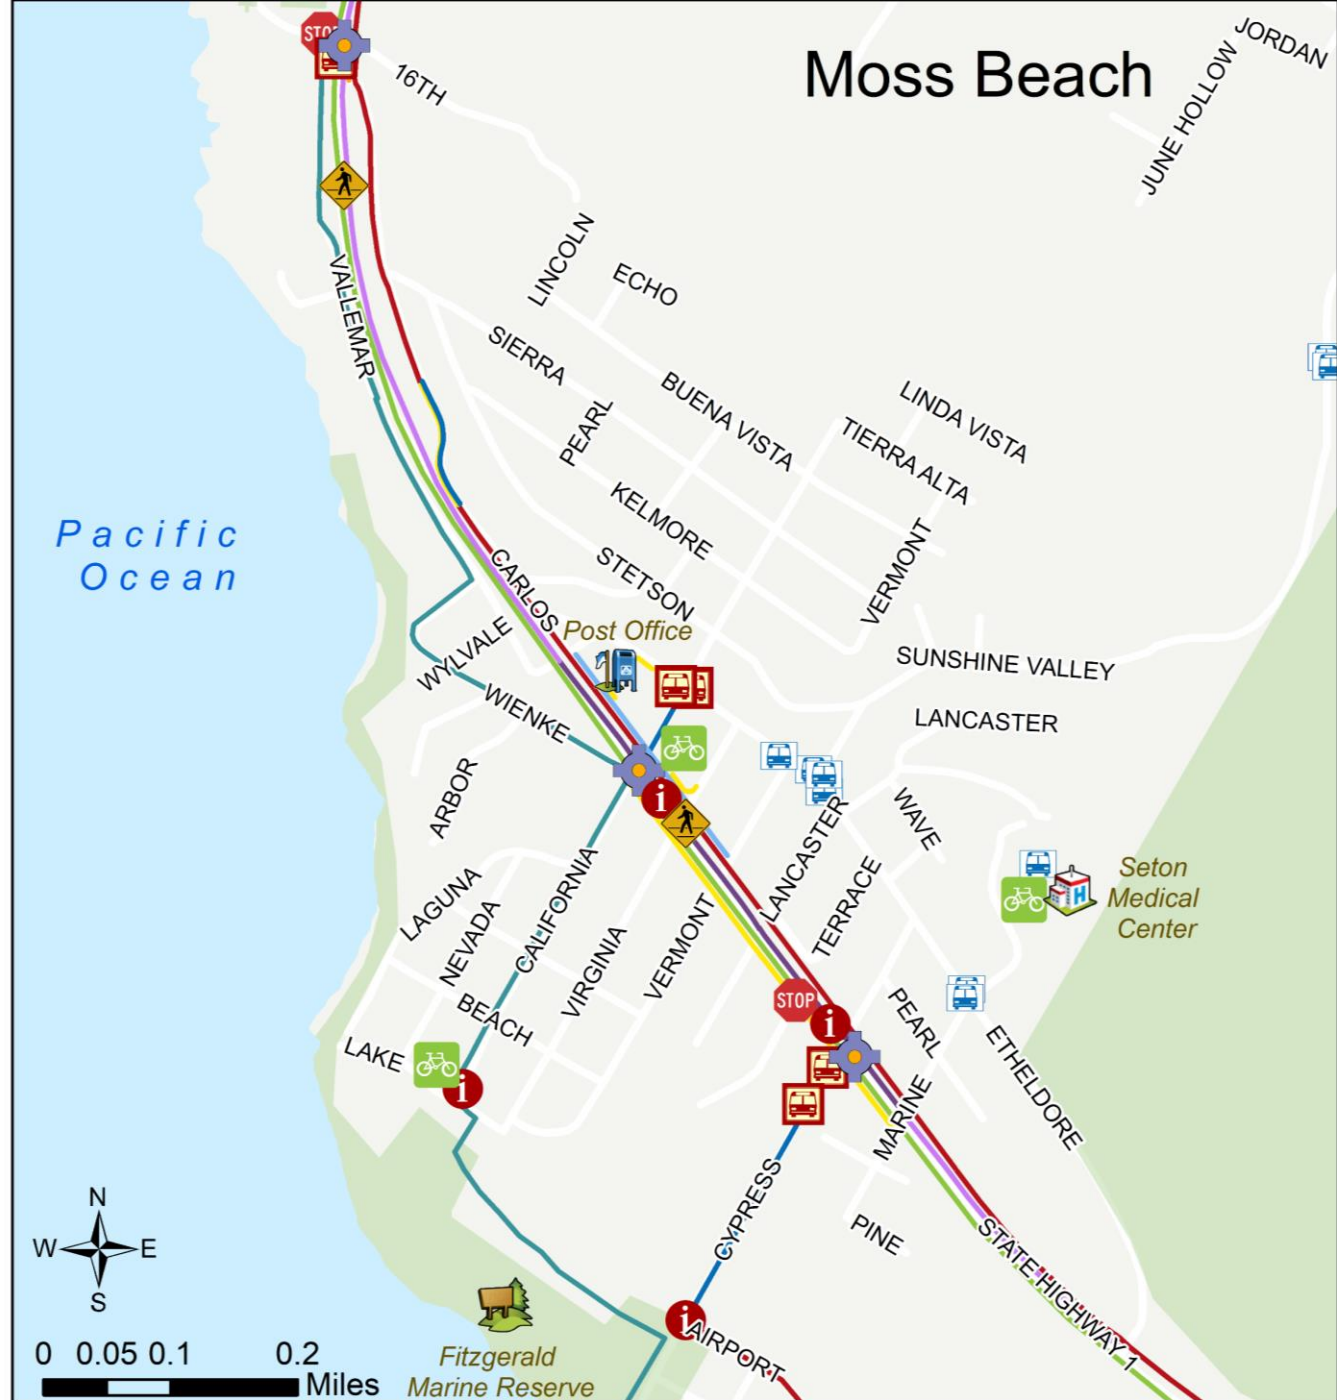 STOP
16TH
Moss Beach
JORDAN
JUNE HOLLOW
LINCOLN
ECHO
VALLEMAR
SIERRA
BUENA VISTA
LINDA VISTA
PEARL
TIERRA ALTA
KELMORE
Pacific
Ocean
CARLOS
STETSON
VERMONT
Post Office
WYLVALE
SUNSHINE VALLEY
WIENKE
LANCASTER
ARBOR
i
WAVE
LANCASTER
Seton
Medical
Center
H
LAGUNA
NEVADA
CALIFORNIA
VIRGINIA
VERMONT
TERRACE
STOP
i
PEARL
BEACH
LAKE
i
ETHELDORE
MARINE
CYPRESS
PINE
STATE HIGHWAY 1
N
W
E
S
i
AIRPORT
0 0.05 0.1 0.2
Miles
Fitzgerald
Marine Reserve